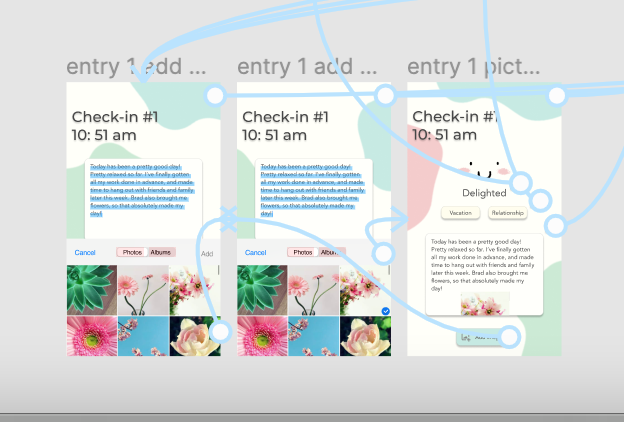 entry 1 add ...
Check-in #1
10: 51 am
Today has been a pretty good day!
Pretty relaxed so far. I've finally gotten
all my work done in advance, and made
time to hang out with friends and family
later this week. Brad also brought me
flowers, so that absolutely made my
day!
Cancel
Photos
Albums
Add
entry 1 add ...
Check-in #1
10: 51 am
Today has been a pretty good day!
Pretty relaxed so far. I've finally gotten
all my work done in advance, and made
time to hang out with friends and family
later this week. Brad also brought me
flowers, so that absolutely made my
day!
Cancel
Photos
entry 1 pict...
Check-in #1
10: 51 am
Delighted
Vacation
Relationship
Today has been a pretty good day!
Pretty relaxed so far. I've finally gotten
all my work done in advance, and made
time to hang out with friends and family
later this week. Brad also brought me
flowers, so that absolutely made my
day!